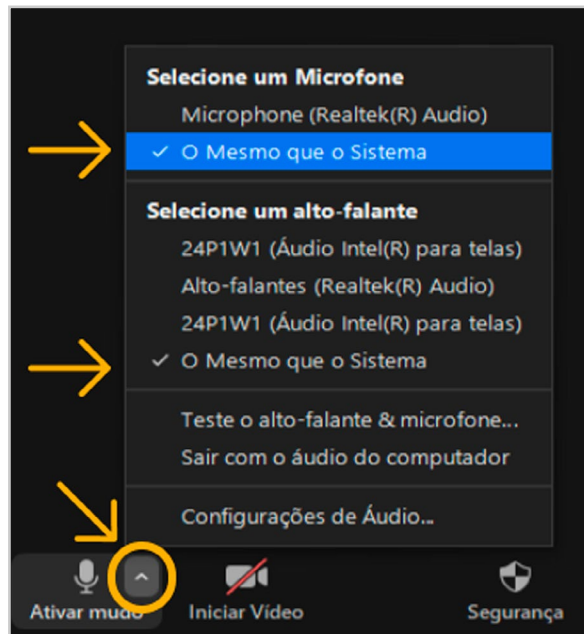 Selecione um Microfone
Microphone (Realtek(R) Audio)
O Mesmo que o Sistema
Selecione um alto-falante
24P1W1 (Áudio Intel(R) para telas)
Alto-falantes (Realtek(R) Audio)
24P1W1 (Áudio Intel(R) para telas)
O Mesmo que o Sistema
Teste o alto-falante & microfone...
Sair com o áudio do computador
Configurações de Áudio...
Ativar mudo
Iniciar Vídeo
Segurança